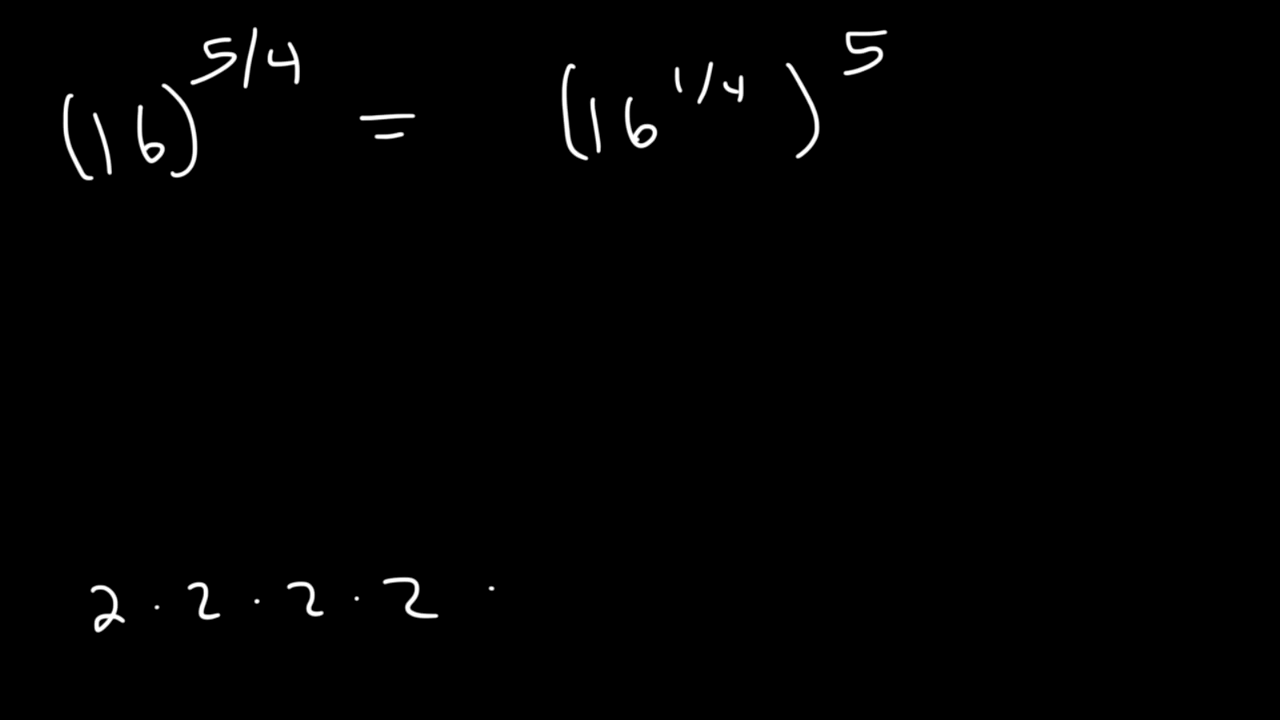 (16)^5/4 = (16^1/4)^5
2 · 2 · 2 · 2 ·